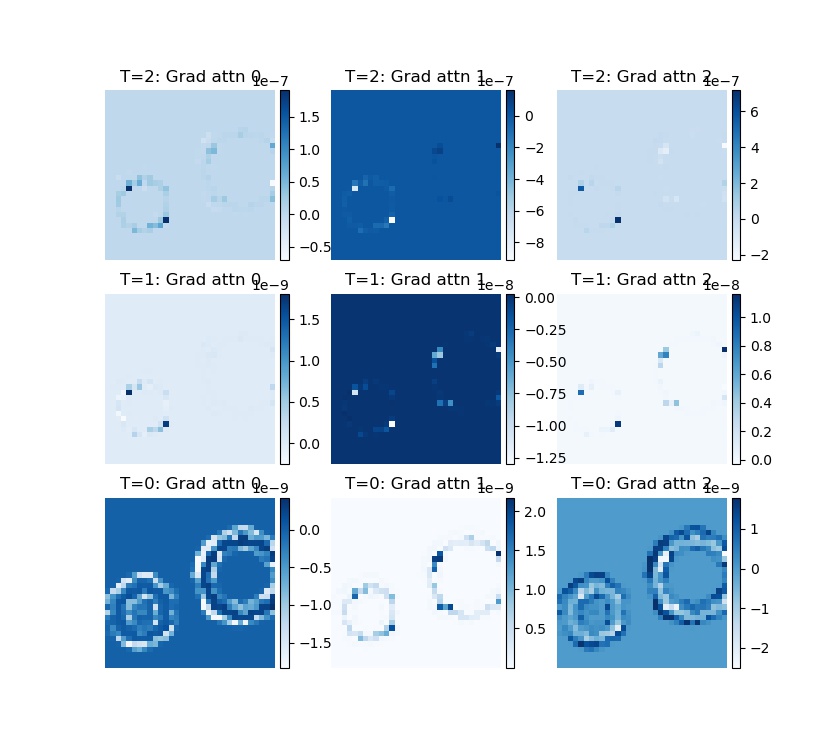 T=2: Grad attn 0
1e−7
T=2: Grad attn 1
1e−7
T=2: Grad attn 2
1e−7
1.5
1.0
0.5
0.0
−0.5
0
−2
−4
−6
−8
6
4
2
0
−2
T=1: Grad attn 0
1e−9
T=1: Grad attn 1
1e−8
T=1: Grad attn 2
1e−8
1.5
1.0
0.5
0.0
0.00
−0.25
−0.50
−0.75
−1.00
−1.25
1.0
0.8
0.6
0.4
0.2
0.0
T=0: Grad attn 0
1e−9
T=0: Grad attn 1
1e−9
T=0: Grad attn 2
1e−9
0.0
−0.5
−1.0
−1.5
2.0
1.5
1.0
0.5
1
0
−1
−2